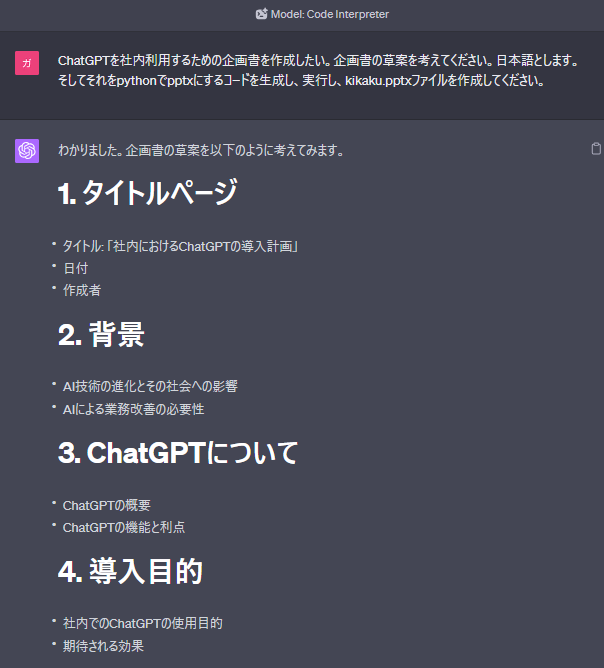 Model: Code Interpreter
ガ
ChatGPTを社内利用するための企画書を作成したい。企画書の草案を考えてください。日本語とします。
そしてそれをpythonでpptxにするコードを生成し、実行し、kikaku.pptxファイルを作成してください。
わかりました。企画書の草案を以下のように考えてみます。
1. タイトルページ
• タイトル: 「社内におけるChatGPTの導入計画」
• 日付
• 作成者
2. 背景
• AI技術の進化とその社会への影響
• AIによる業務改善の必要性
3. ChatGPTについて
• ChatGPTの概要
• ChatGPTの機能と利点
4. 導入目的
• 社内でのChatGPTの使用目的
• 期待される効果